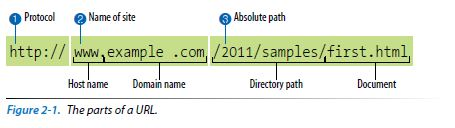 1 Protocol 2 Name of site 3 Absolute path
http:// www.example .com /2011/samples/first.html
Host name Domain name Directory path Document
Figure 2-1. The parts of a URL.